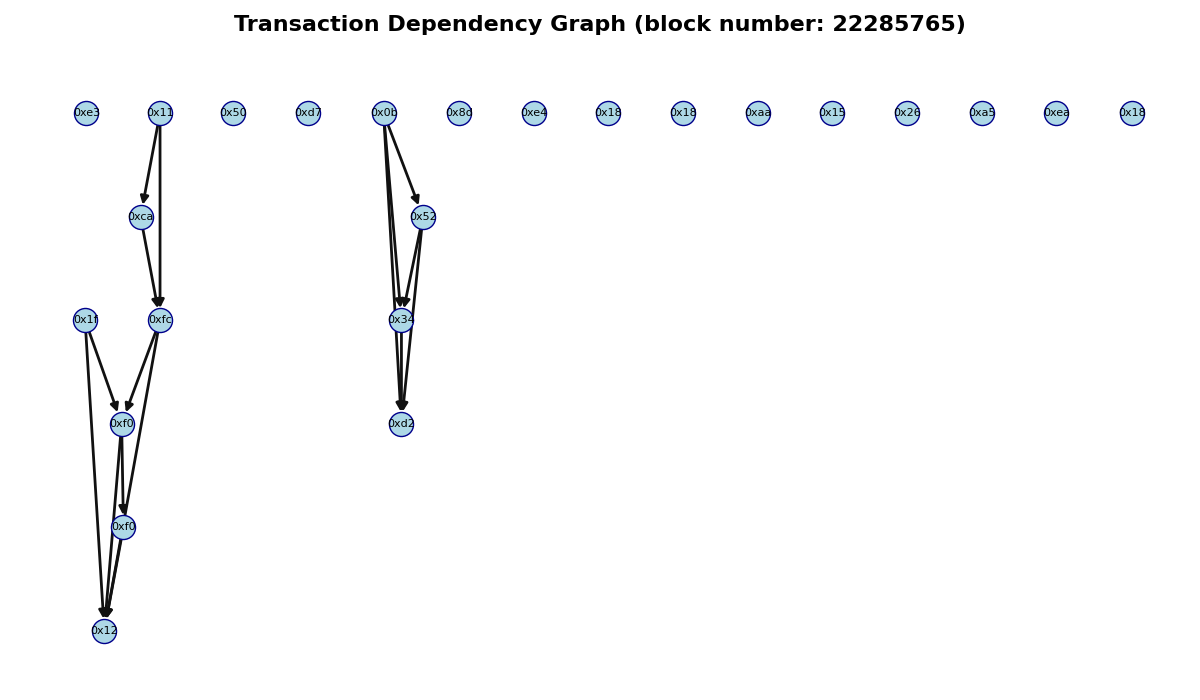 Transaction Dependency Graph (block number: 22285765)
0xe3 0x11 0x50 0xd7 0x0b 0x8d 0xe4 0x18 0x18 0xaa 0x15 0x26 0xa5 0xea 0x18
0xca 0x52
0x1f 0xfc 0x34
0xf0 0xd2
0xf0
0x12